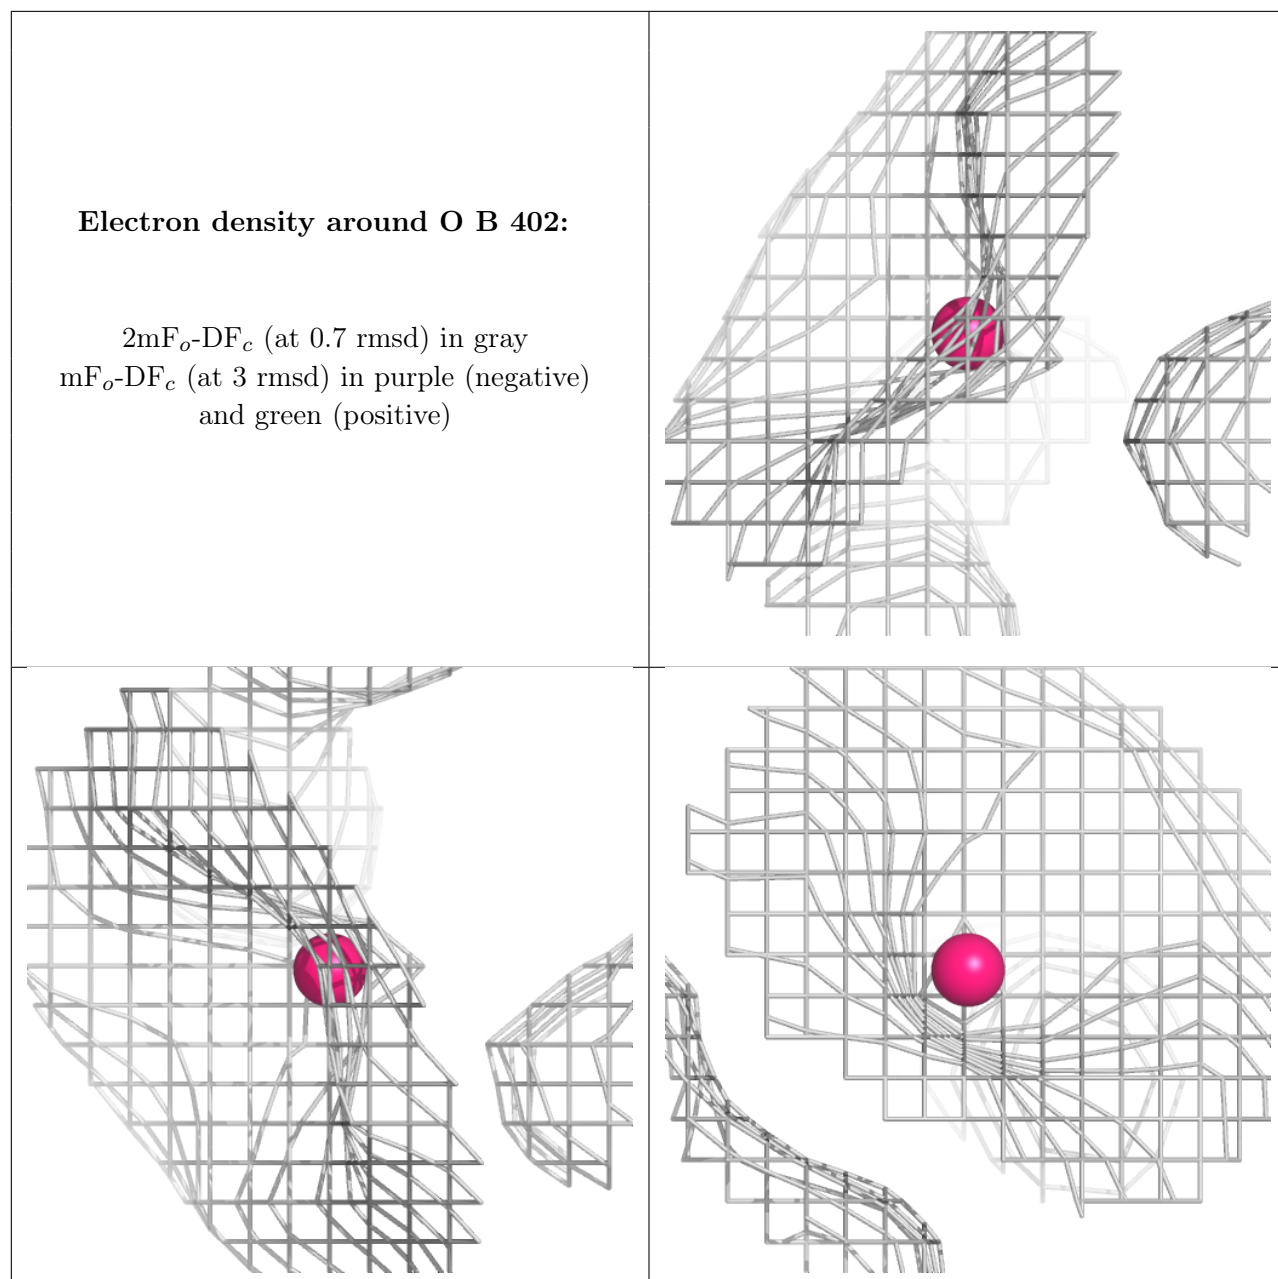 Electron density around O B 402:
2mFo-DFc (at 0.7 rmsd) in gray
mFo-DFc (at 3 rmsd) in purple (negative)
and green (positive)